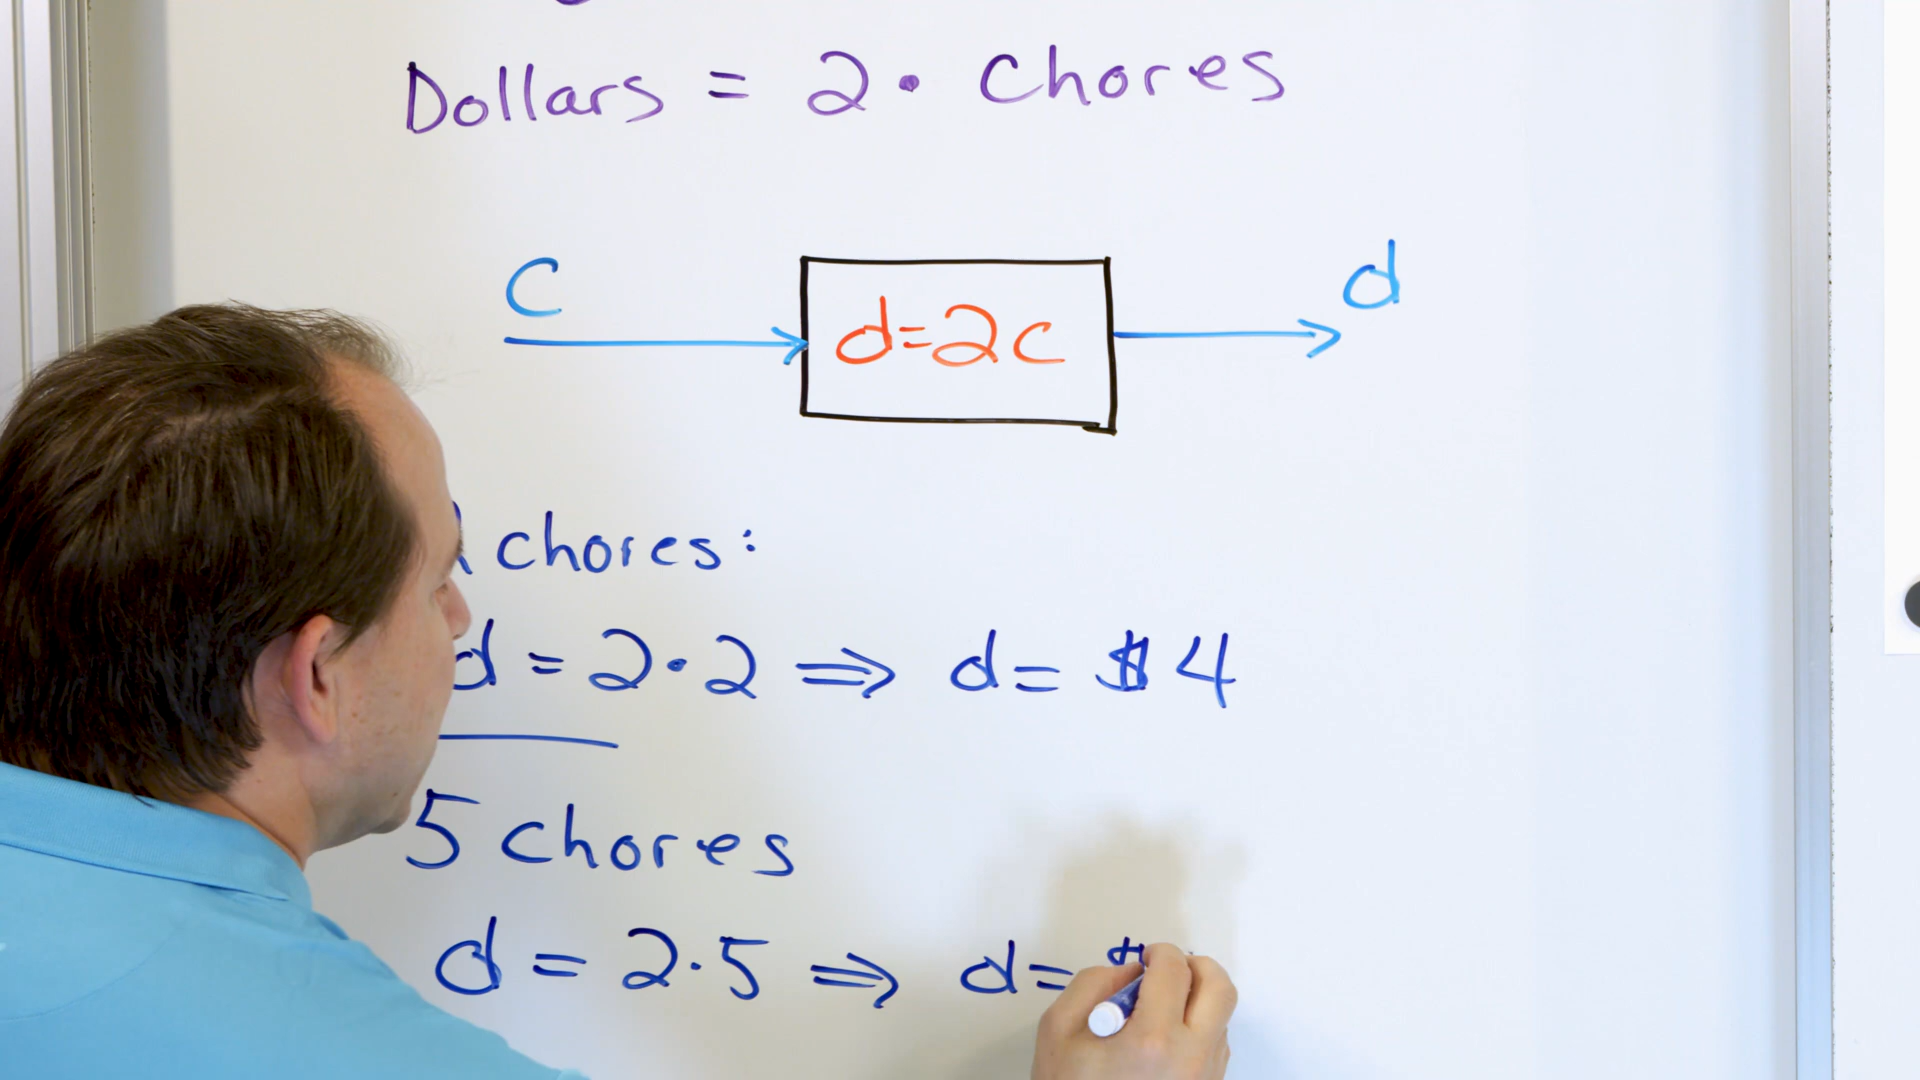 Dollars = 2 • Chores
c d=2c d
chores:
d = 2•2 ⇒ d= $4
5 chores
d = 2•5 ⇒ d=